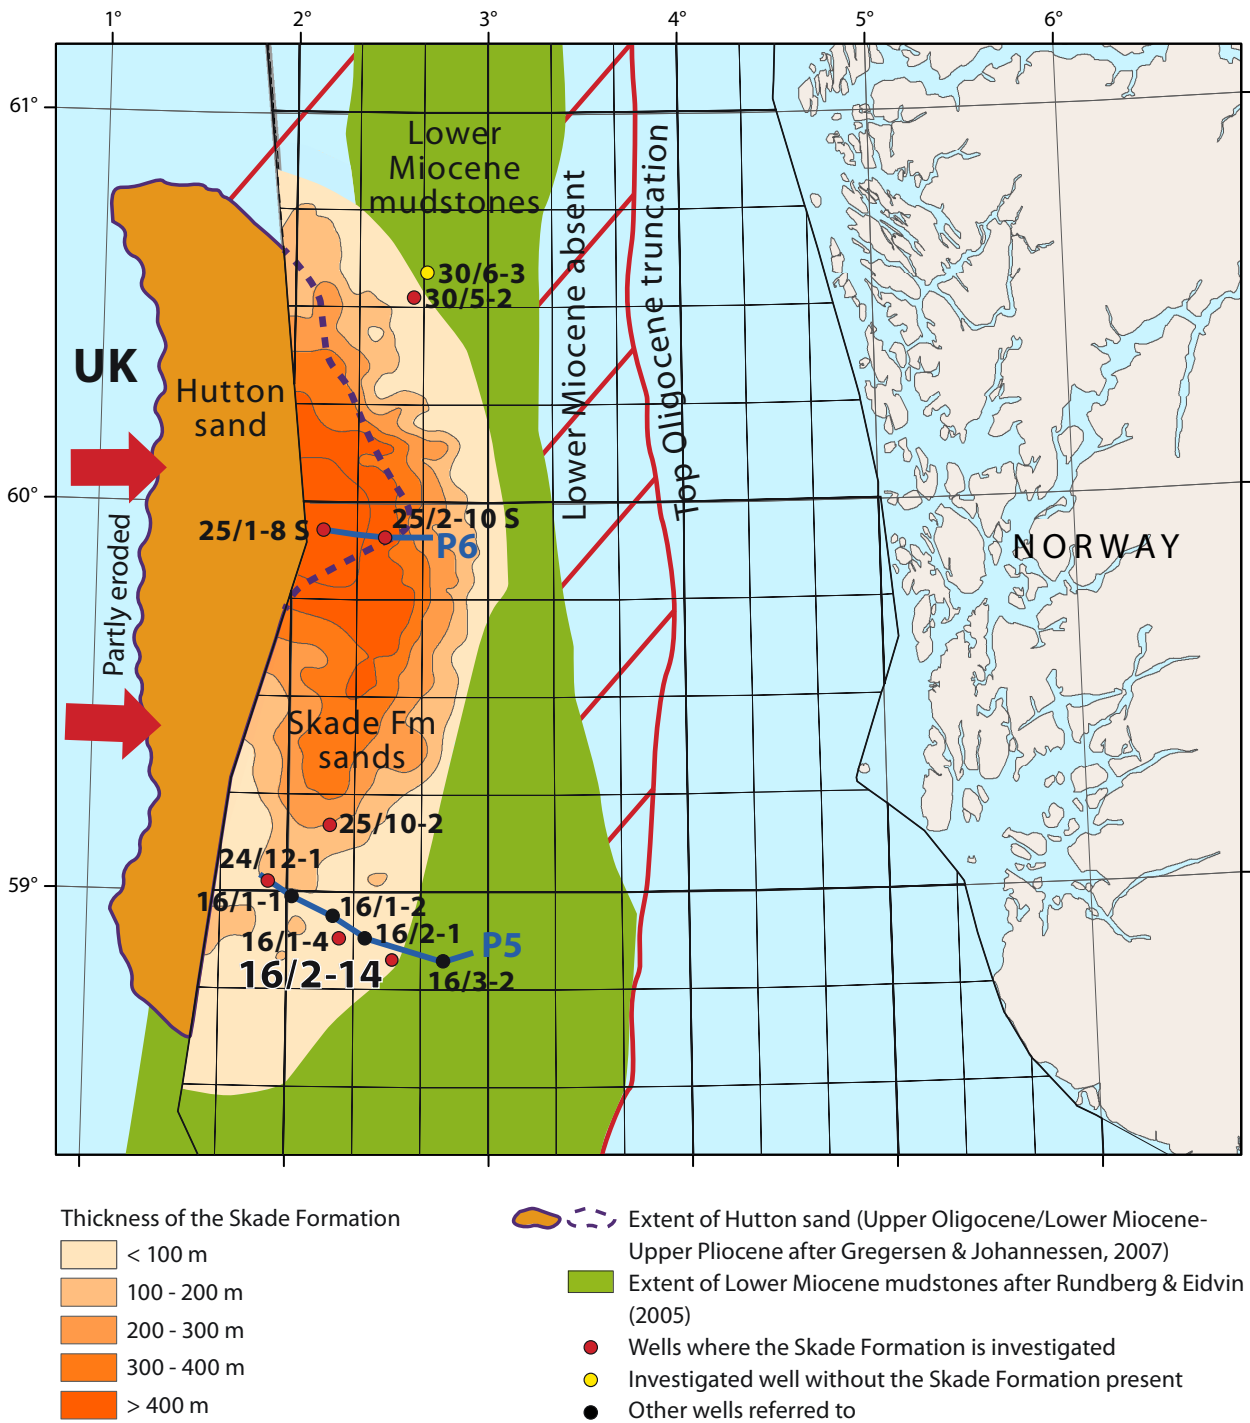 1°
2°
3°
4°
5°
6°
61°
60°
59°
Lower
Miocene
mudstones
30/6-3
30/5-2
Lower Miocene absent
Top Oligocene truncation
UK
Hutton
sand
Partly eroded
25/1-8 S
25/2-10 S
P6
NORWAY
Skade Fm
sands
25/10-2
24/12-1
16/1-1
16/1-2
16/1-4
16/2-1
P5
16/2-14
16/3-2
Thickness of the Skade Formation
< 100 m
100 - 200 m
200 - 300 m
300 - 400 m
> 400 m
Extent of Hutton sand (Upper Oligocene/Lower Miocene-
Upper Pliocene after Gregersen & Johannessen, 2007)
Extent of Lower Miocene mudstones after Rundberg & Eidvin
(2005)
Wells where the Skade Formation is investigated
Investigated well without the Skade Formation present
Other wells referred to